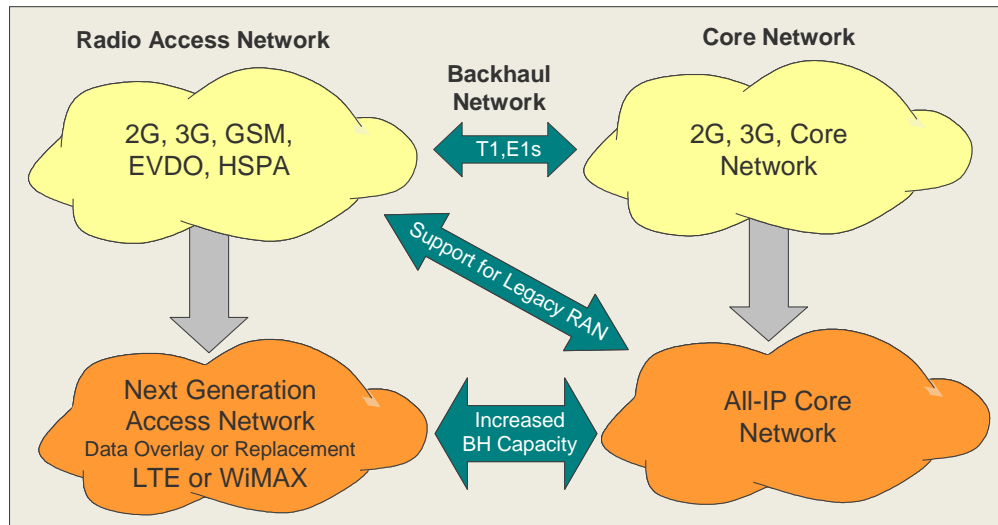 Radio Access Network
Core Network
Backhaul
Network
2G, 3G, GSM,
EVDO, HSPA
T1,E1s
2G, 3G, Core
Network
Support for Legacy RAN
Next Generation
Access Network
Data Overlay or Replacement
LTE or WiMAX
Increased
BH Capacity
All-IP Core
Network